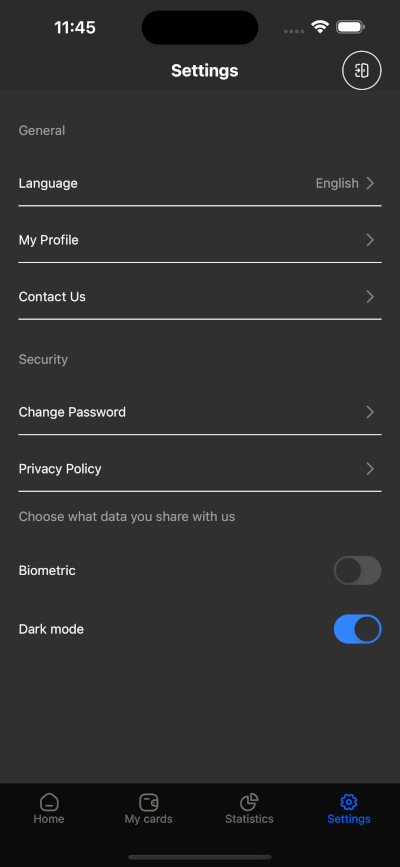 11:45
Settings
General
Language English
My Profile
Contact Us
Security
Change Password
Privacy Policy
Choose what data you share with us
Biometric
Dark mode
Home My cards Statistics Settings